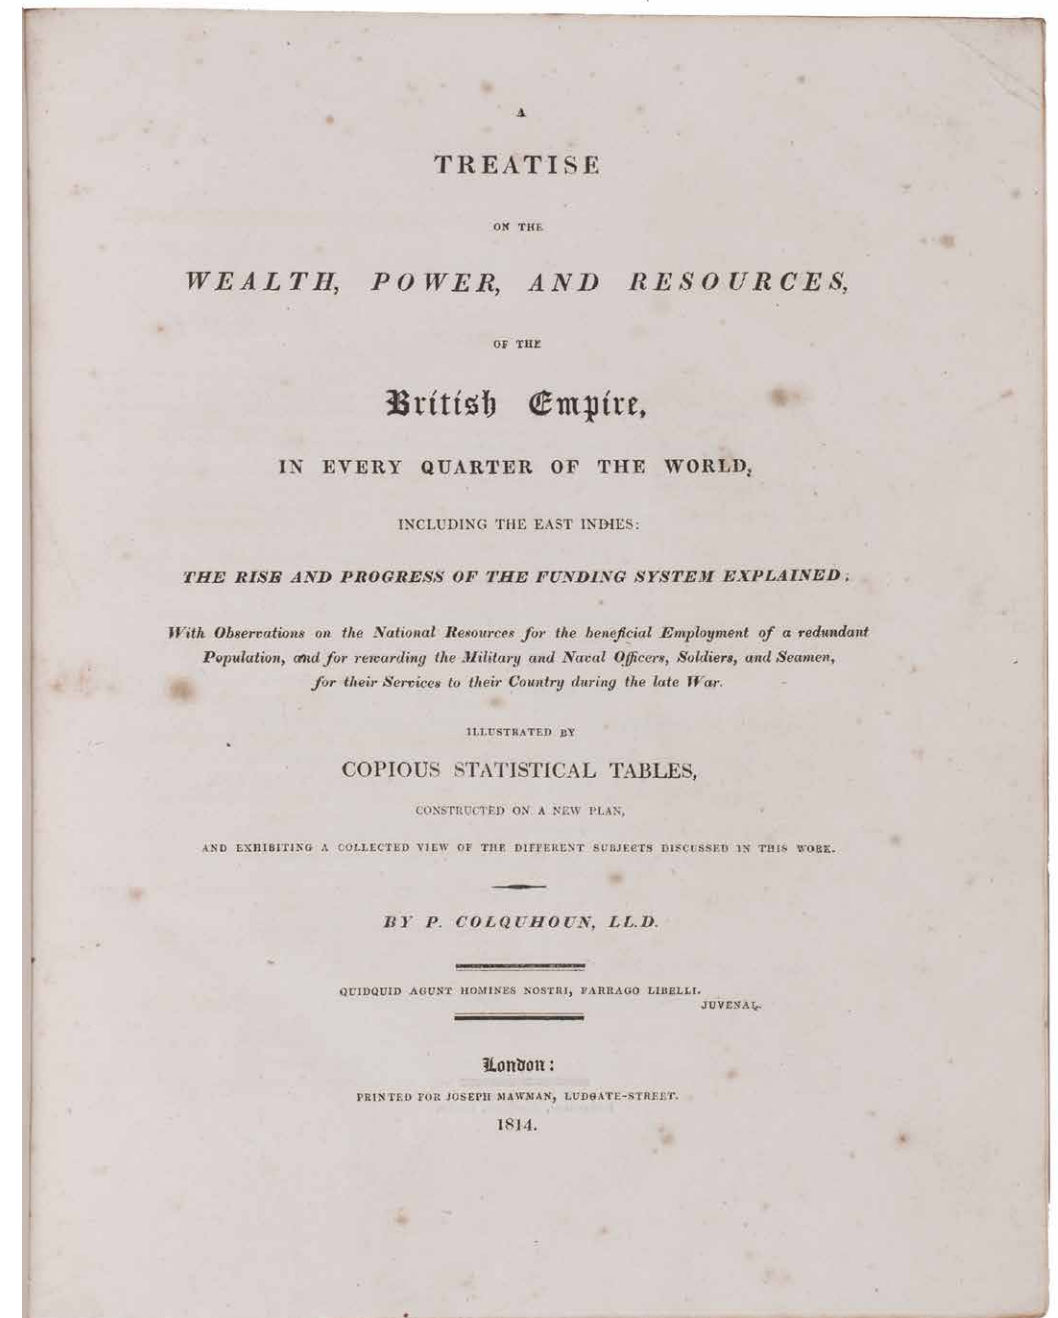 A
TREATISE
ON THE
WEALTH, POWER, AND RESOURCES,
OF THE
British Empire,
IN EVERY QUARTER OF THE WORLD,
INCLUDING THE EAST INDIES:
THE RISE AND PROGRESS OF THE FUNDING SYSTEM EXPLAINED;
With Observations on the National Resources for the beneficial Employment of a redundant
Population, and for rewarding the Military and Naval Officers, Soldiers, and Seamen,
for their Services to their Country during the late War.
ILLUSTRATED BY
COPIOUS STATISTICAL TABLES,
CONSTRUCTED ON A NEW PLAN,
AND EXHIBITING A COLLECTED VIEW OF THE DIFFERENT SUBJECTS DISCUSSED IN THIS WORK.
BY P. COLQUHOUN, LL.D.
QUIDQUID AGUNT HOMINES NOSTRI, FARRAGO LIBELLI.
JUVENAL.
London:
PRINTED FOR JOSEPH MAWMAN, LUDGATE-STREET.
1814.